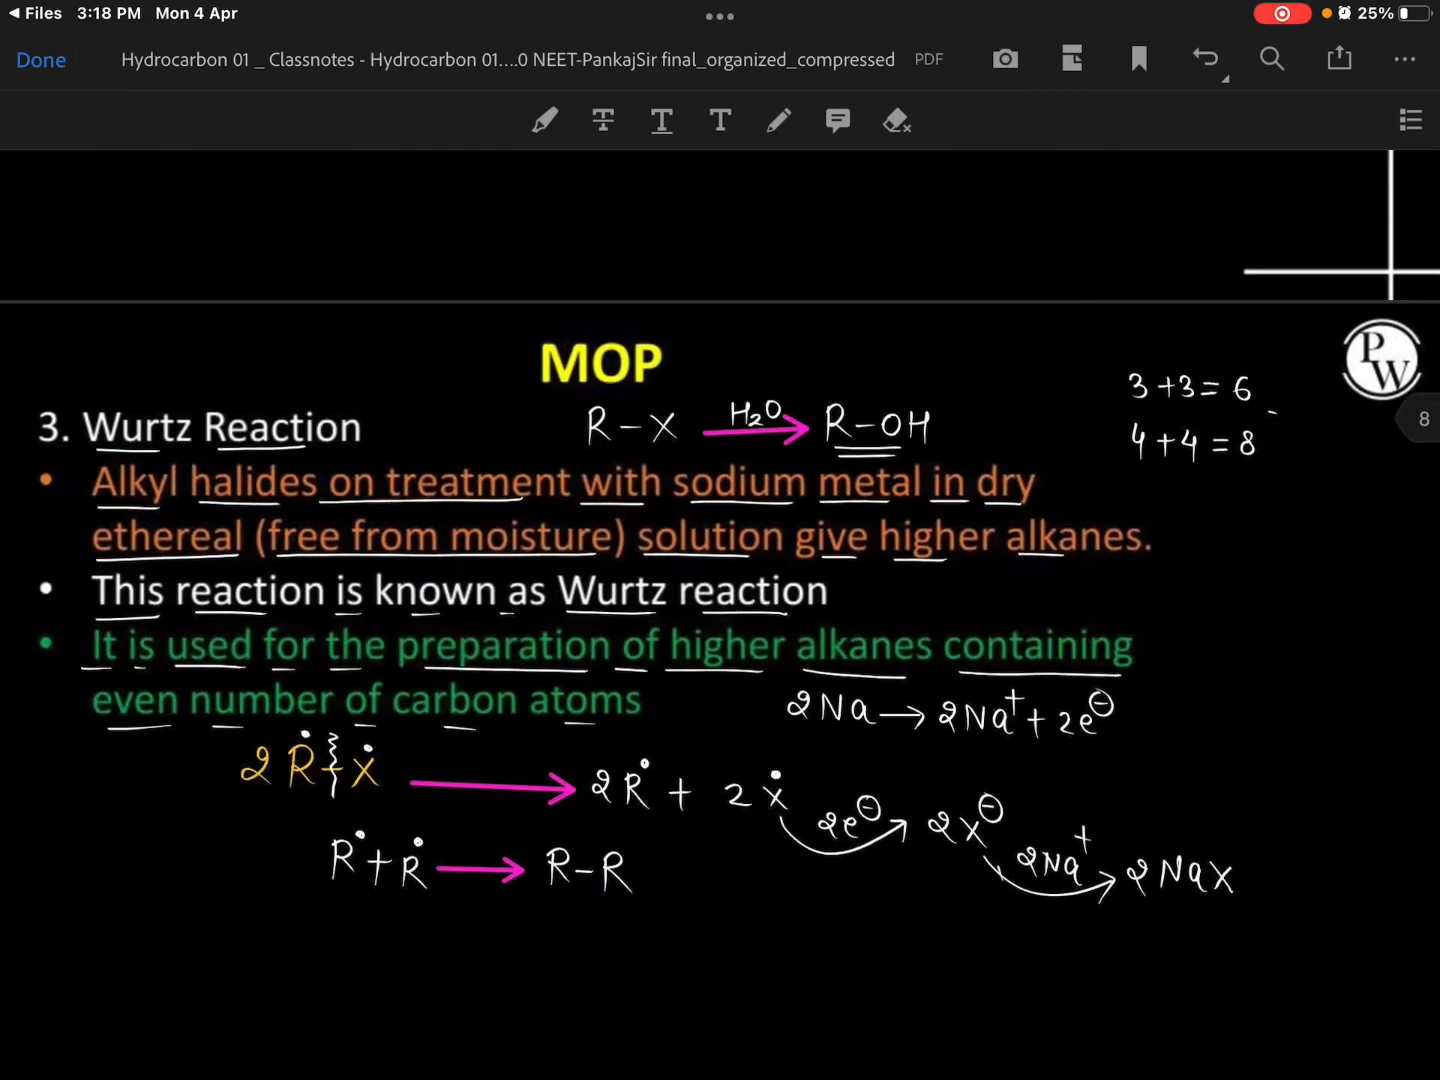 Files 3:18 PM Mon 4 Apr 25%
Done Hydrocarbon 01 _ Classnotes - Hydrocarbon 01....0 NEET-PankajSir final_organized_compressed PDF
T T T
MOP
PW
3 + 3 = 6
8
3. Wurtz Reaction R - X H₂O → R - OH
4 + 4 = 8
• Alkyl halides on treatment with sodium metal in dry
ethereal (free from moisture) solution give higher alkanes.
• This reaction is known as Wurtz reaction
• It is used for the preparation of higher alkanes containing
even number of carbon atoms
2Na → 2Na⁺ + 2e⊖
2 Ṙ - Ẋ → 2Ṙ + 2Ẋ 2e⊖ 2X⊖ 2Na⁺ 2NaX
Ṙ + Ṙ → R - R